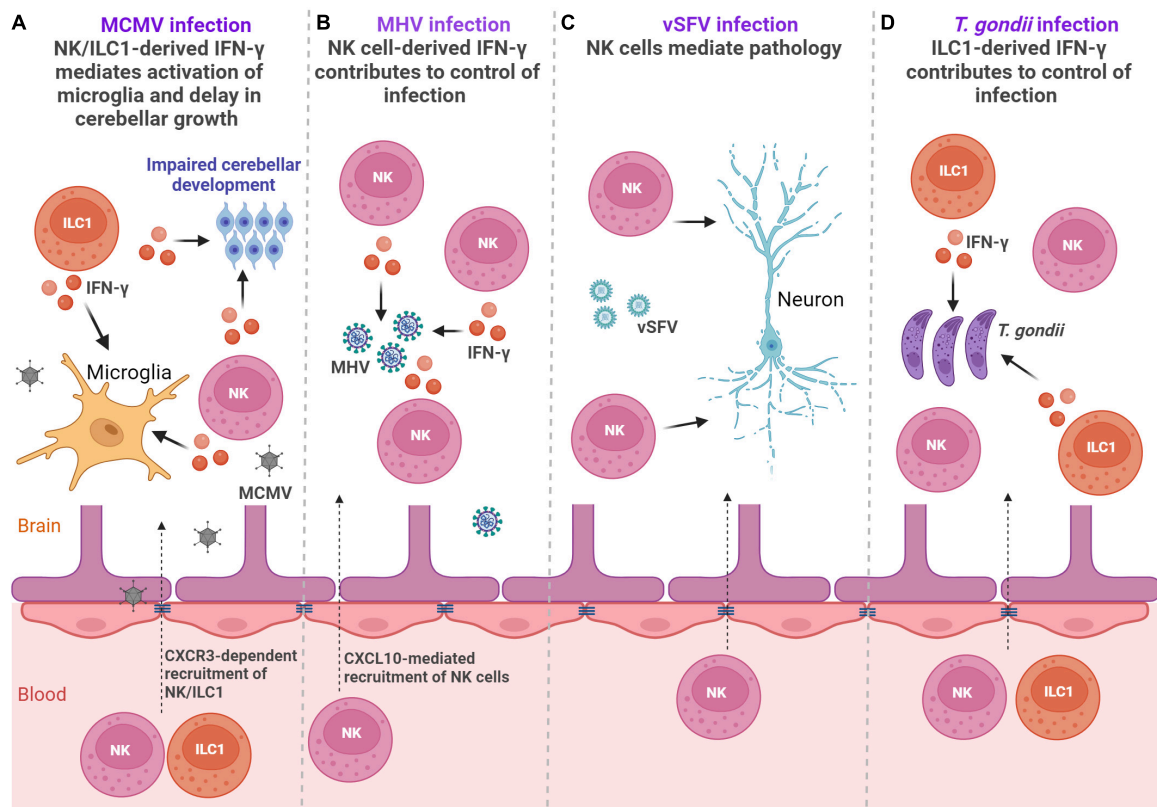 A
MCMV infection
NK/ILC1-derived IFN-γ
mediates activation of
microglia and delay in
cerebellar growth
Impaired cerebellar
development
ILC1
IFN-γ
Microglia
NK
MCMV
Brain
CXCR3-dependent
recruitment of
NK/ILC1
Blood
NK
ILC1
B
MHV infection
NK cell-derived IFN-γ
contributes to control of
infection
NK
NK
IFN-γ
MHV
NK
CXCL10-mediated
recruitment of NK cells
NK
C
vSFV infection
NK cells mediate pathology
NK
Neuron
vSFV
NK
NK
D
T. gondii infection
ILC1-derived IFN-γ
contributes to control of
infection
ILC1
IFN-γ
NK
T. gondii
NK
ILC1
NK
ILC1